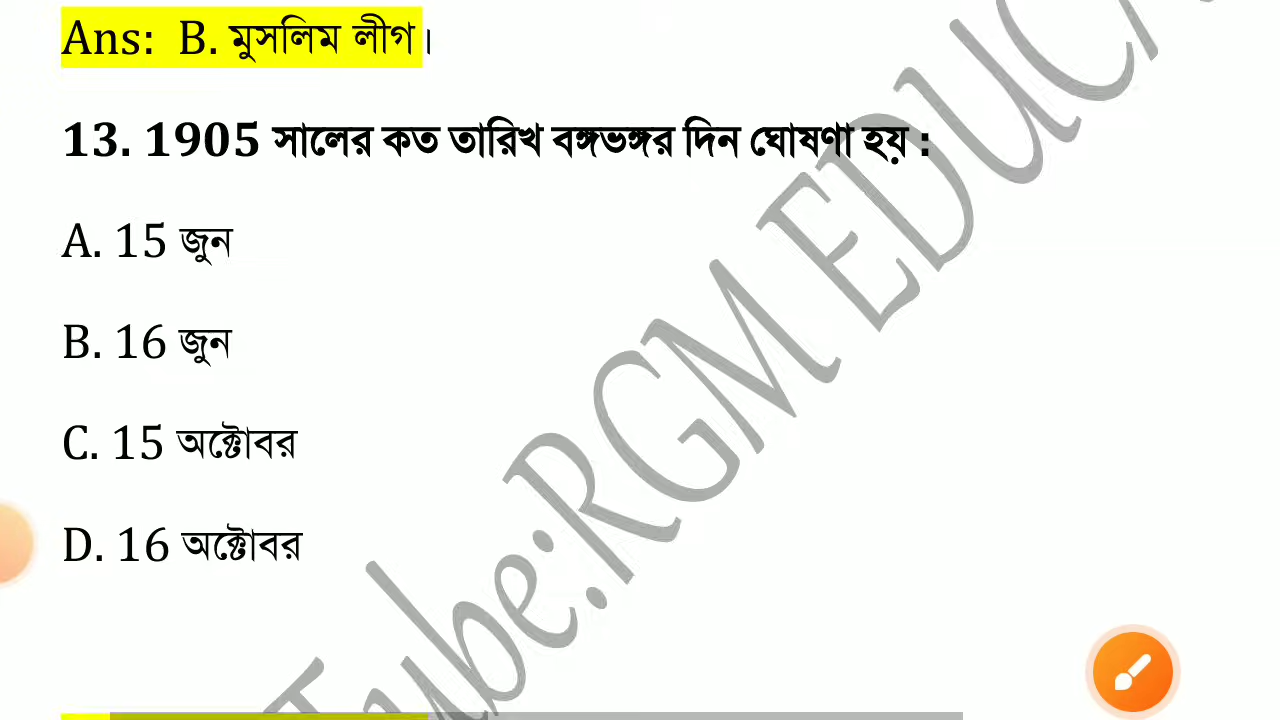 Ans: B. মুসলিম লীগ।
13. 1905 সালের কত তারিখ বঙ্গভঙ্গর দিন ঘোষণা হয় :
A. 15 জুন
B. 16 জুন
C. 15 অক্টোবর
D. 16 অক্টোবর
Tube:RGM EDUCA